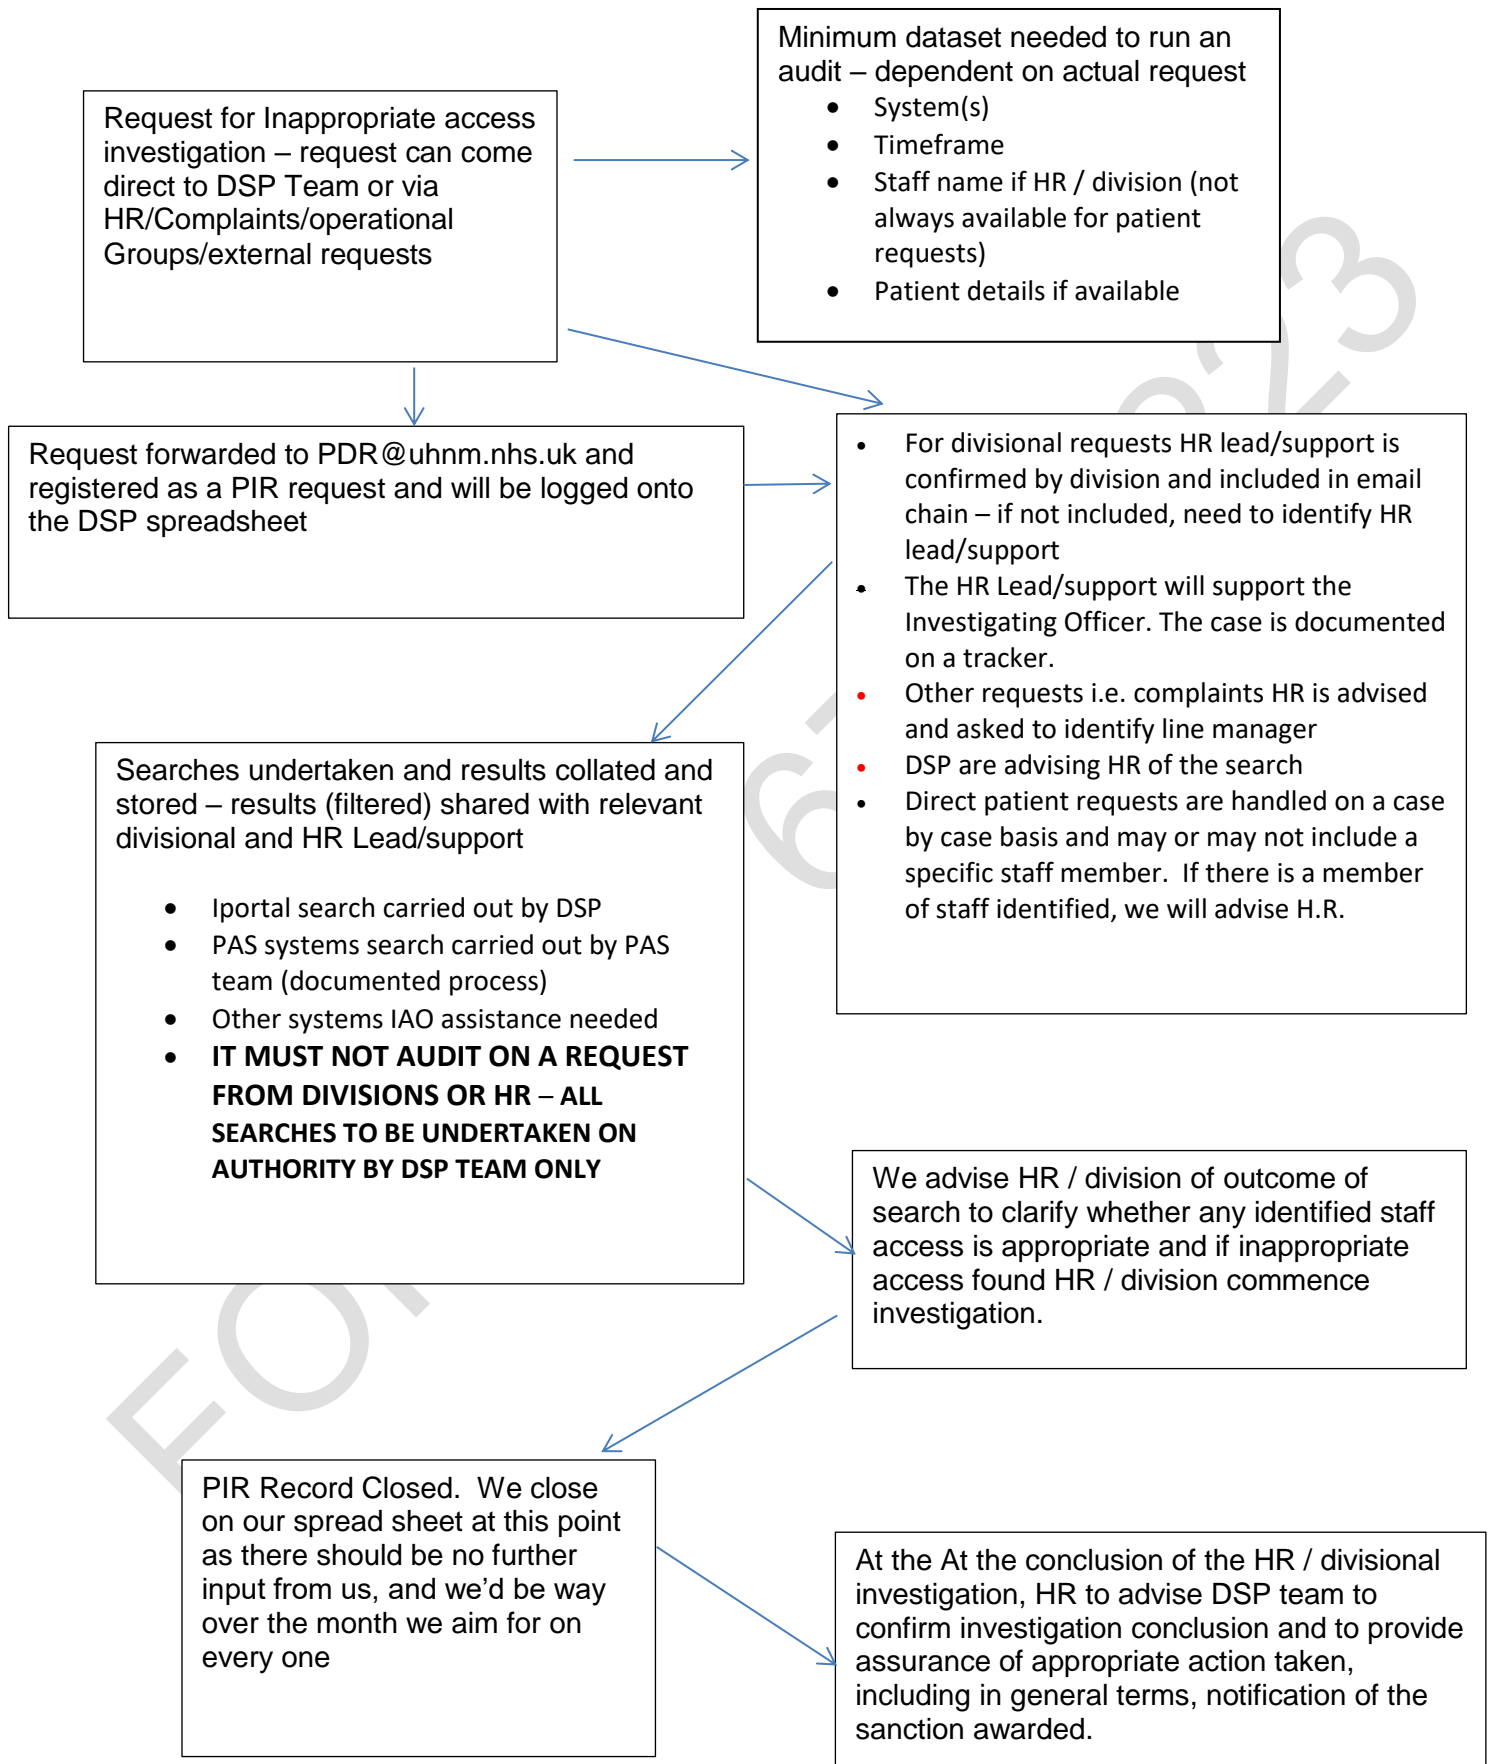 Minimum dataset needed to run an
audit – dependent on actual request
• System(s)
• Timeframe
• Staff name if HR / division (not
always available for patient
requests)
• Patient details if available
Request for Inappropriate access
investigation – request can come
direct to DSP Team or via
HR/Complaints/operational
Groups/external requests
Request forwarded to PDR@uhnm.nhs.uk and
registered as a PIR request and will be logged onto
the DSP spreadsheet
• For divisional requests HR lead/support is
confirmed by division and included in email
chain – if not included, need to identify HR
lead/support
• The HR Lead/support will support the
Investigating Officer. The case is documented
on a tracker.
• Other requests i.e. complaints HR is advised
and asked to identify line manager
• DSP are advising HR of the search
• Direct patient requests are handled on a case
by case basis and may or may not include a
specific staff member.  If there is a member
of staff identified, we will advise H.R.
Searches undertaken and results collated and
stored – results (filtered) shared with relevant
divisional and HR Lead/support
• Iportal search carried out by DSP
• PAS systems search carried out by PAS
team (documented process)
• Other systems IAO assistance needed
• IT MUST NOT AUDIT ON A REQUEST
FROM DIVISIONS OR HR – ALL
SEARCHES TO BE UNDERTAKEN ON
AUTHORITY BY DSP TEAM ONLY
We advise HR / division of outcome of
search to clarify whether any identified staff
access is appropriate and if inappropriate
access found HR / division commence
investigation.
PIR Record Closed.  We close
on our spread sheet at this point
as there should be no further
input from us, and we'd be way
over the month we aim for on
every one
At the At the conclusion of the HR / divisional
investigation, HR to advise DSP team to
confirm investigation conclusion and to provide
assurance of appropriate action taken,
including in general terms, notification of the
sanction awarded.